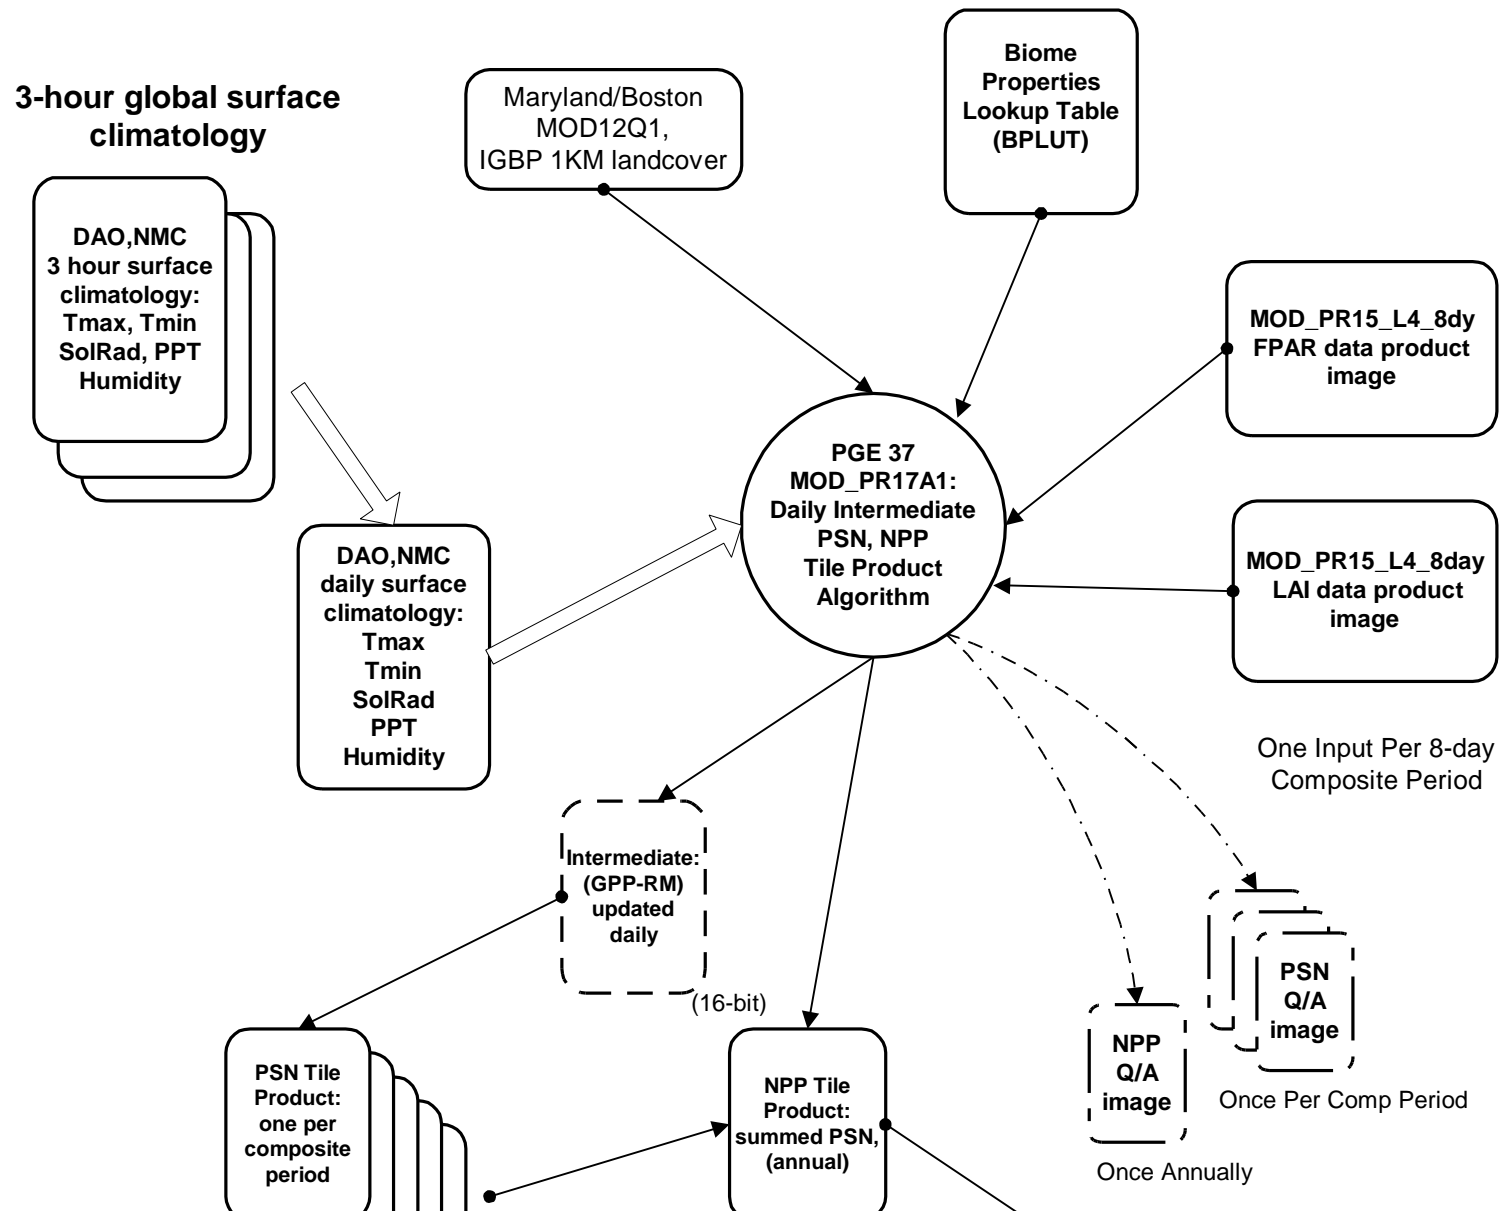 3-hour global surface
climatology
DAO,NMC
3 hour surface
climatology:
Tmax, Tmin
SolRad, PPT
Humidity
Maryland/Boston
MOD12Q1,
IGBP 1KM landcover
Biome
Properties
Lookup Table
(BPLUT)
MOD_PR15_L4_8dy
FPAR data product
image
PGE 37
MOD_PR17A1:
Daily Intermediate
PSN, NPP
Tile Product
Algorithm
DAO,NMC
daily surface
climatology:
Tmax
Tmin
SolRad
PPT
Humidity
MOD_PR15_L4_8day
LAI data product
image
One Input Per 8-day
Composite Period
Intermediate:
(GPP-RM)
updated
daily
(16-bit)
PSN
Q/A
image
Once Per Comp Period
NPP
Q/A
image
Once Annually
PSN Tile
Product:
one per
composite
period
NPP Tile
Product:
summed PSN,
(annual)